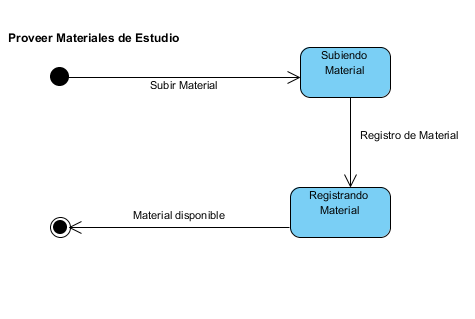 Proveer Materiales de Estudio
Subiendo
Material
Subir Material
Registro de Material
Registrando
Material
Material disponible